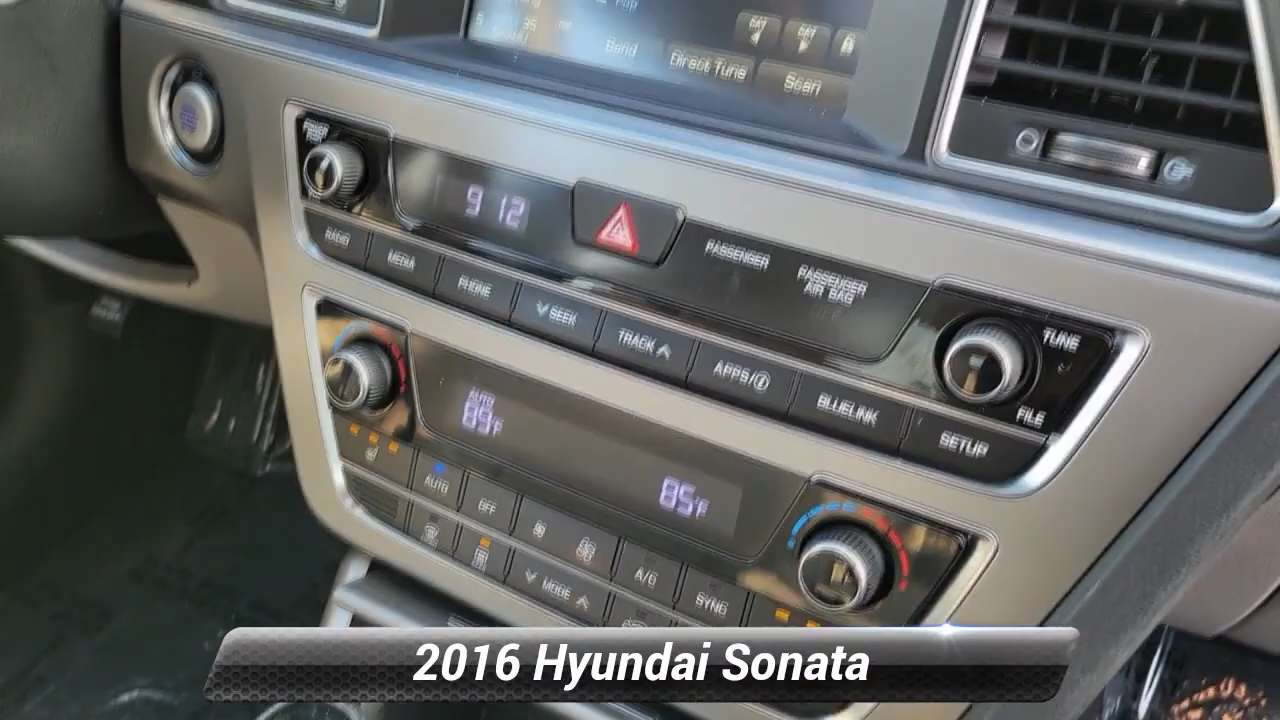 Band
Direct Tune
Scan
9 12
PASSENGER
PASSENGER
AIR BAG
RADIO
MEDIA
PHONE
SEEK
TRACK
APPS/
BLUELINK
SETUP
TUNE
FILE
AUTO
85°F
AUTO
OFF
A/C
SYNC
MODE
2016 Hyundai Sonata